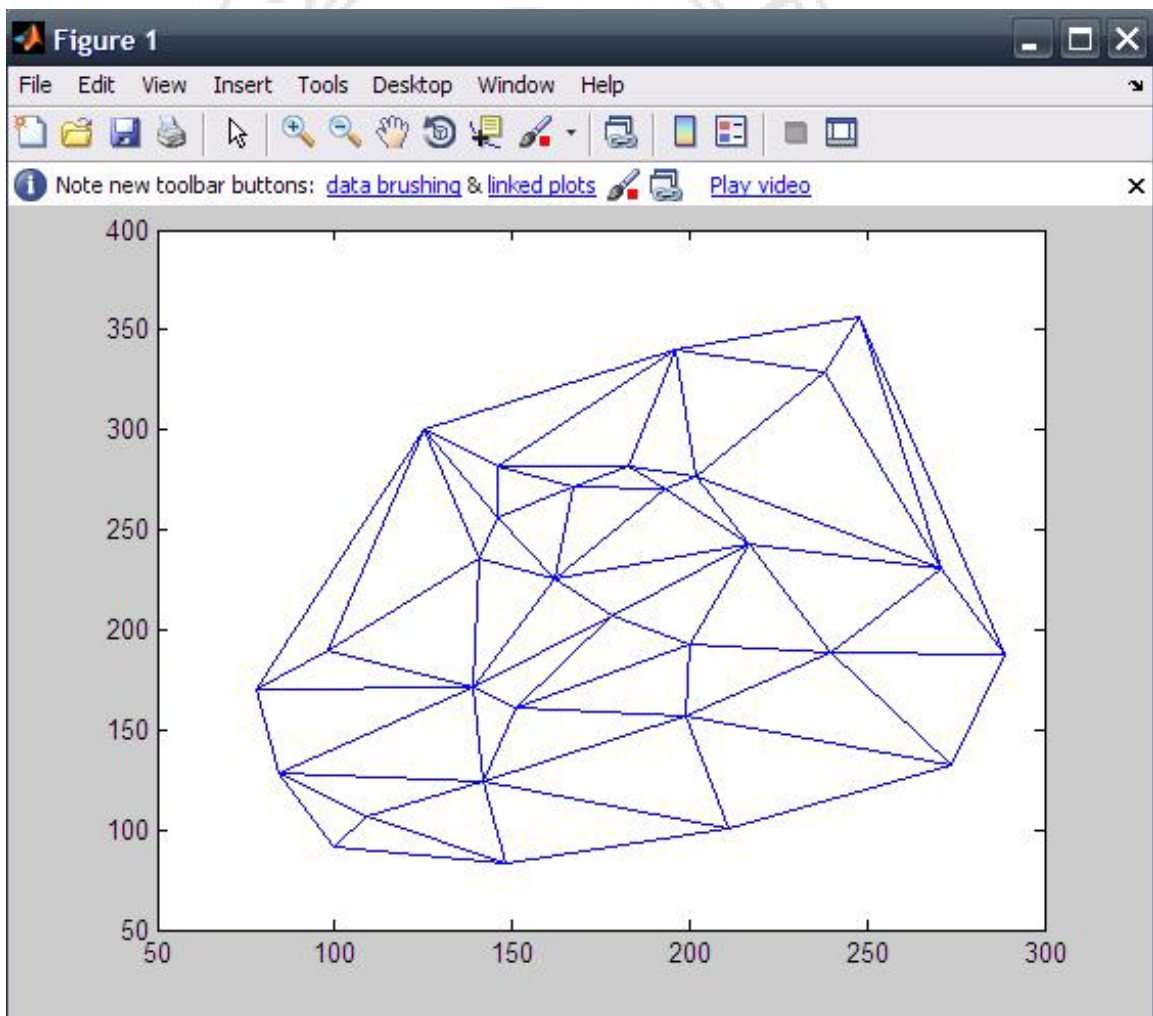 Figure 1
File Edit View Insert Tools Desktop Window Help
Note new toolbar buttons: data brushing & linked plots Play video
400
350
300
250
200
150
100
50
50 100 150 200 250 300